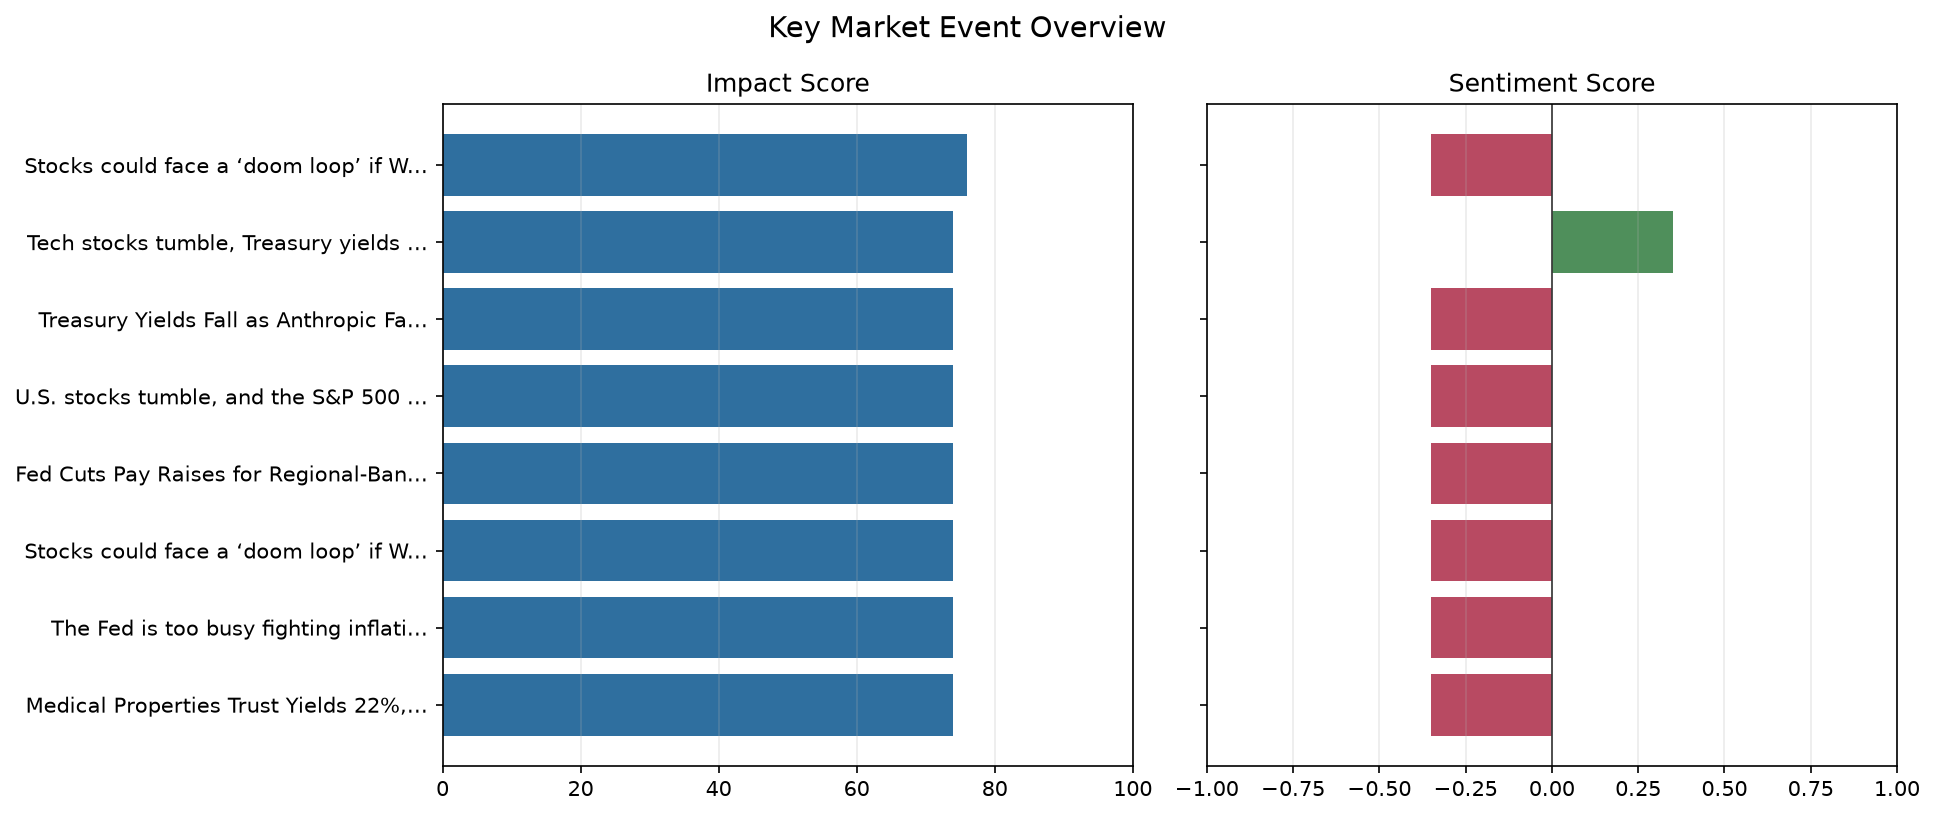 Key Market Event Overview
Impact Score
Sentiment Score
Stocks could face a ‘doom loop’ if W...
Tech stocks tumble, Treasury yields ...
Treasury Yields Fall as Anthropic Fa...
U.S. stocks tumble, and the S&P 500 ...
Fed Cuts Pay Raises for Regional-Ban...
Stocks could face a ‘doom loop’ if W...
The Fed is too busy fighting inflati...
Medical Properties Trust Yields 22%,...
0 20 40 60 80 100
−1.00 −0.75 −0.50 −0.25 0.00 0.25 0.50 0.75 1.00